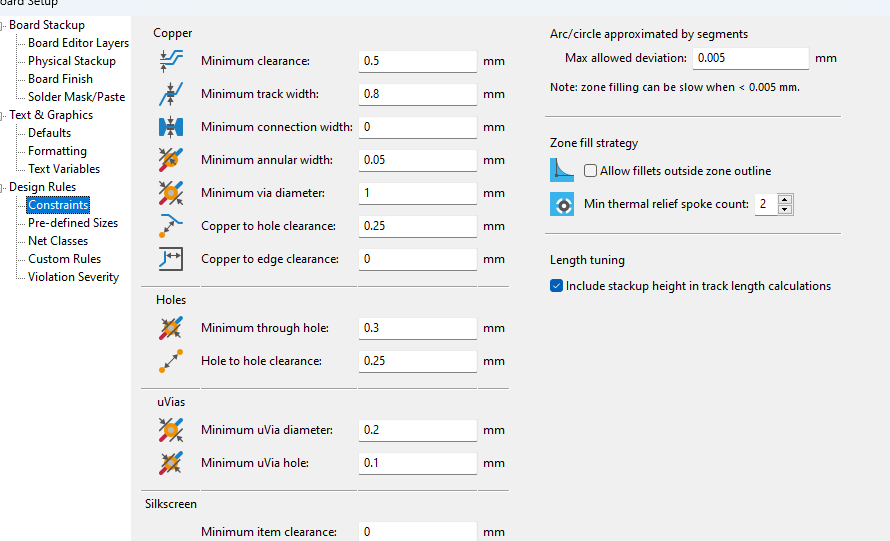 Board Setup
Board Stackup
Board Editor Layers
Physical Stackup
Board Finish
Solder Mask/Paste
Text & Graphics
Defaults
Formatting
Text Variables
Design Rules
Constraints
Pre-defined Sizes
Net Classes
Custom Rules
Violation Severity
Copper
Minimum clearance: 0.5 mm
Minimum track width: 0.8 mm
Minimum connection width: 0 mm
Minimum annular width: 0.05 mm
Minimum via diameter: 1 mm
Copper to hole clearance: 0.25 mm
Copper to edge clearance: 0 mm
Holes
Minimum through hole: 0.3 mm
Hole to hole clearance: 0.25 mm
uVias
Minimum uVia diameter: 0.2 mm
Minimum uVia hole: 0.1 mm
Silkscreen
Minimum item clearance: 0 mm
Arc/circle approximated by segments
Max allowed deviation: 0.005 mm
Note: zone filling can be slow when < 0.005 mm.
Zone fill strategy
Allow fillets outside zone outline
Min thermal relief spoke count: 2
Length tuning
Include stackup height in track length calculations